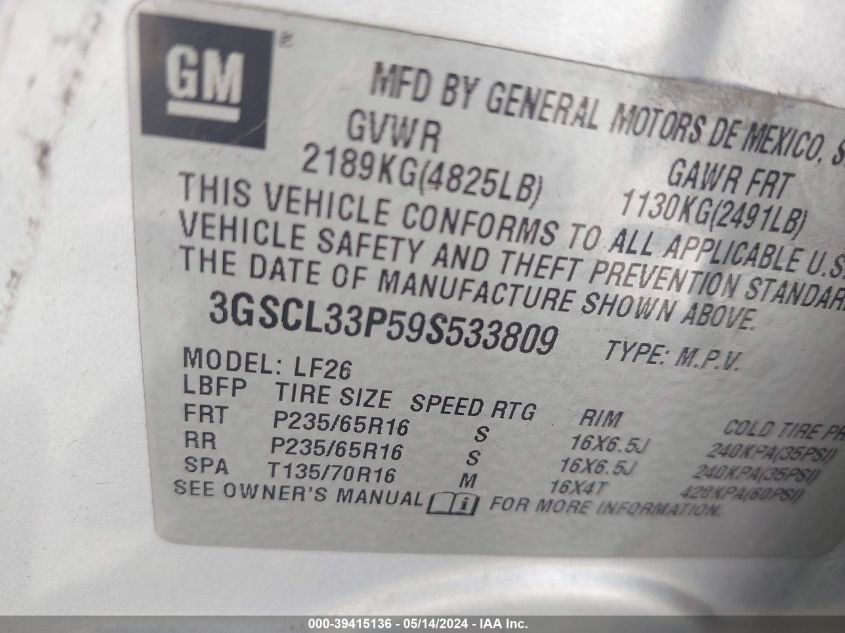 GM
MFD BY GENERAL MOTORS DE MEXICO, S
GVWR GAWR FRT
2189KG(4825LB) 1130KG(2491LB)
THIS VEHICLE CONFORMS TO ALL APPLICABLE U.S.
VEHICLE SAFETY AND THEFT PREVENTION STANDAR
THE DATE OF MANUFACTURE SHOWN ABOVE.
3GSCL33P59S533809 TYPE: M.P.V.
MODEL: LF26
LBFP TIRE SIZE SPEED RTG RIM COLD TIRE PR
FRT P235/65R16 S 16X6.5J 240KPA(35PSI)
RR P235/65R16 S 16X6.5J 240KPA(35PSI)
SPA T135/70R16 M 16X4T 420KPA(60PSI)
SEE OWNER'S MANUAL FOR MORE INFORMATION.
000-39415136 - 05/14/2024 - IAA Inc.